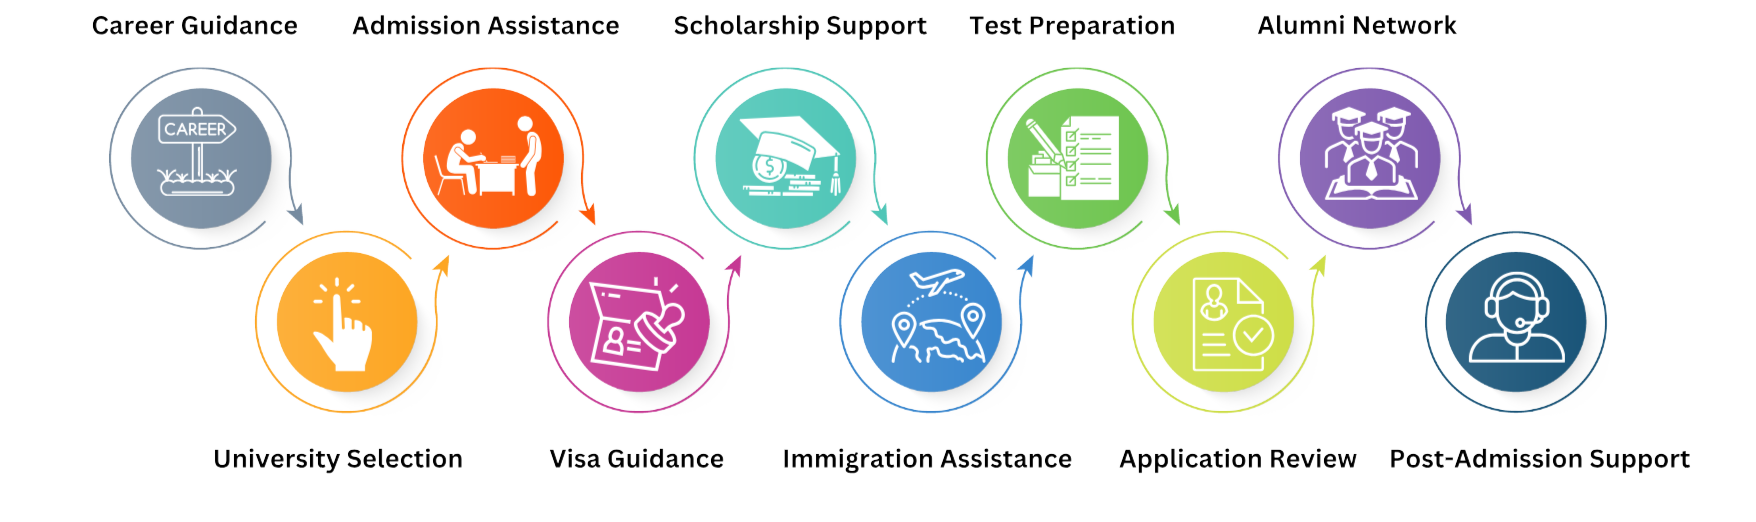 Career Guidance
Admission Assistance
Scholarship Support
Test Preparation
Alumni Network
CAREER
$
University Selection
Visa Guidance
Immigration Assistance
Application Review
Post-Admission Support